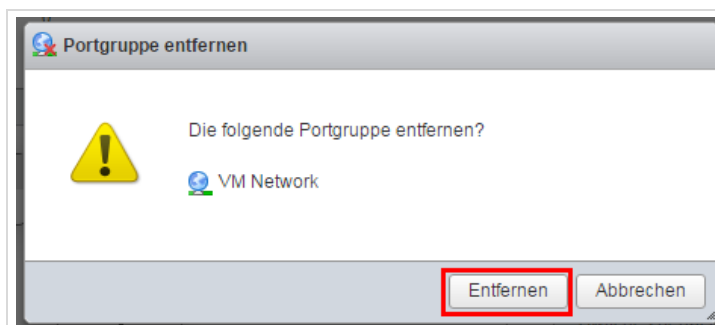 Portgruppe entfernen
Die folgende Portgruppe entfernen?
VM Network
Entfernen Abbrechen